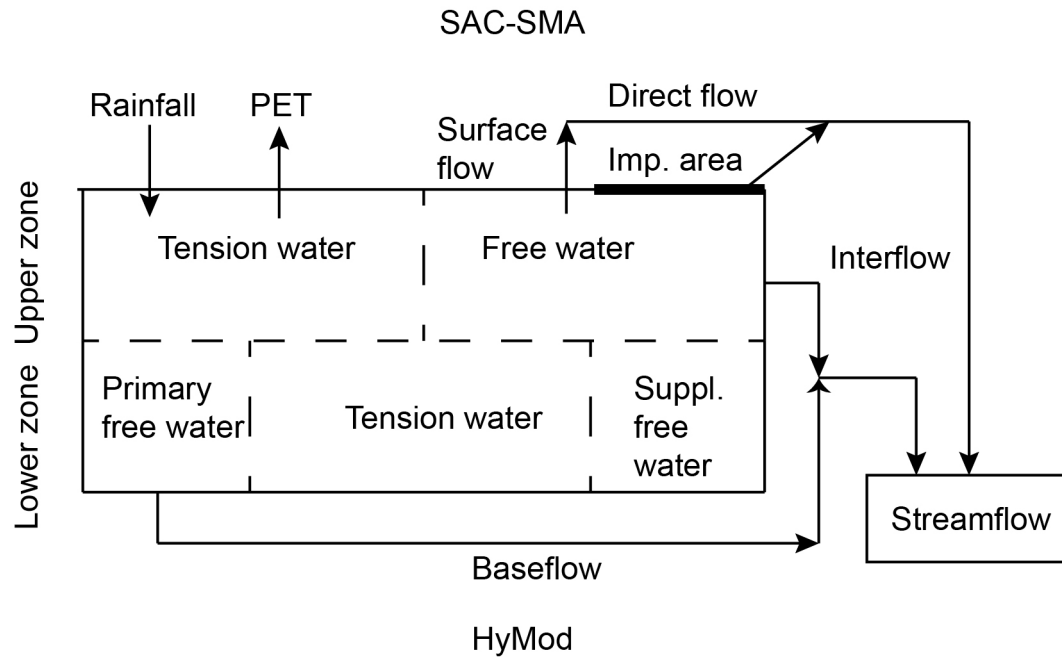 SAC-SMA
Rainfall
PET
Direct flow
Surface
flow
Imp. area
Upper zone
Tension water
Free water
Interflow
Lower zone
Primary
free water
Tension water
Suppl.
free
water
Streamflow
Baseflow
HyMod